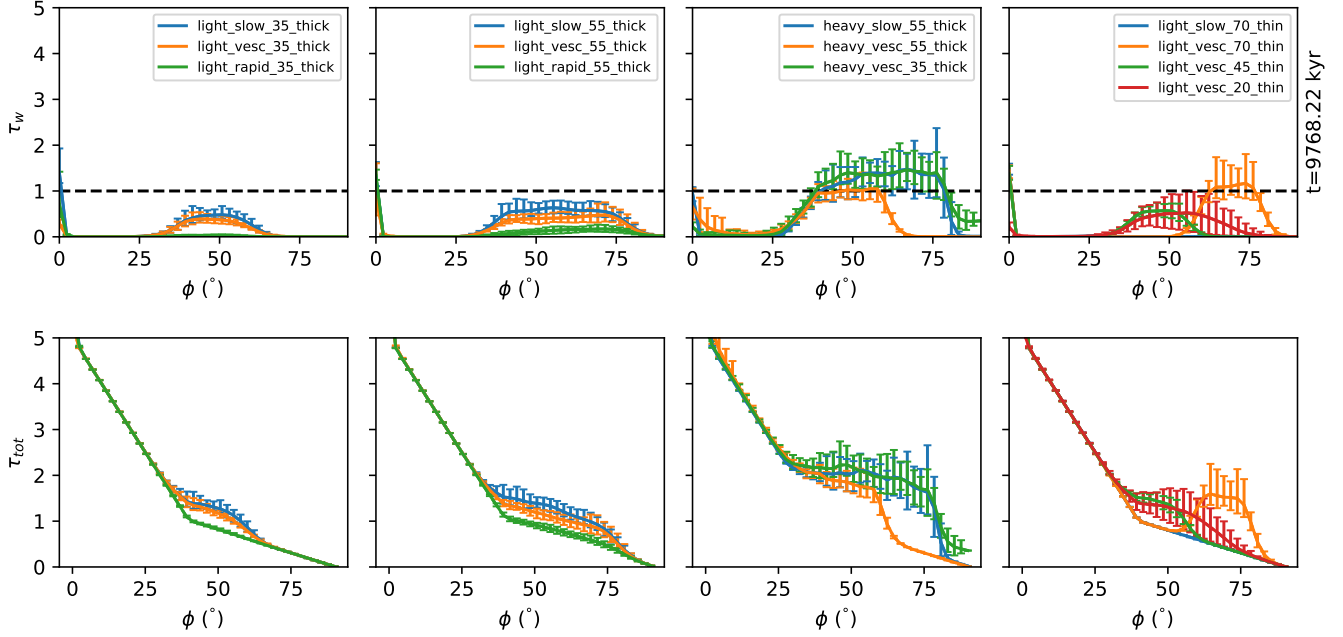 5
4
3
2
1
0
τw
0 25 50 75
ϕ (°)
light_slow_35_thick
light_vesc_35_thick
light_rapid_35_thick
0 25 50 75
ϕ (°)
light_slow_55_thick
light_vesc_55_thick
light_rapid_55_thick
0 25 50 75
ϕ (°)
heavy_slow_55_thick
heavy_vesc_55_thick
heavy_vesc_35_thick
0 25 50 75
ϕ (°)
light_slow_70_thin
light_vesc_70_thin
light_vesc_45_thin
light_vesc_20_thin
t=9768.22 kyr
5
4
3
2
1
0
τtot
0 25 50 75
ϕ (°)
0 25 50 75
ϕ (°)
0 25 50 75
ϕ (°)
0 25 50 75
ϕ (°)